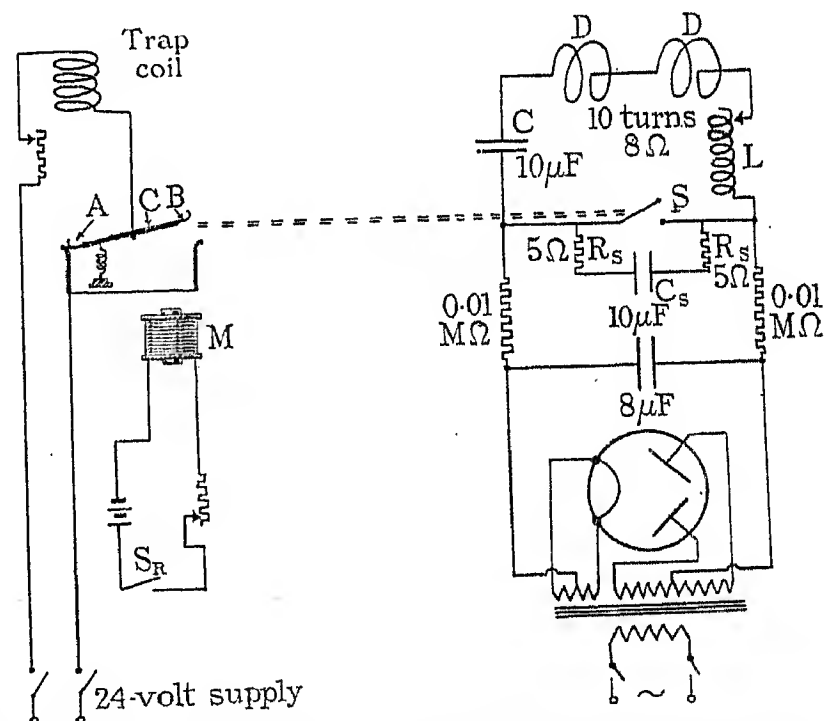 Trap
coil
D
D
C
10μF
10 turns
8Ω
L
A
C
B
S
5Ω
Rs
Rs
5Ω
Cs
10μF
0·01
MΩ
0·01
MΩ
8μF
M
SR
24-volt supply
~